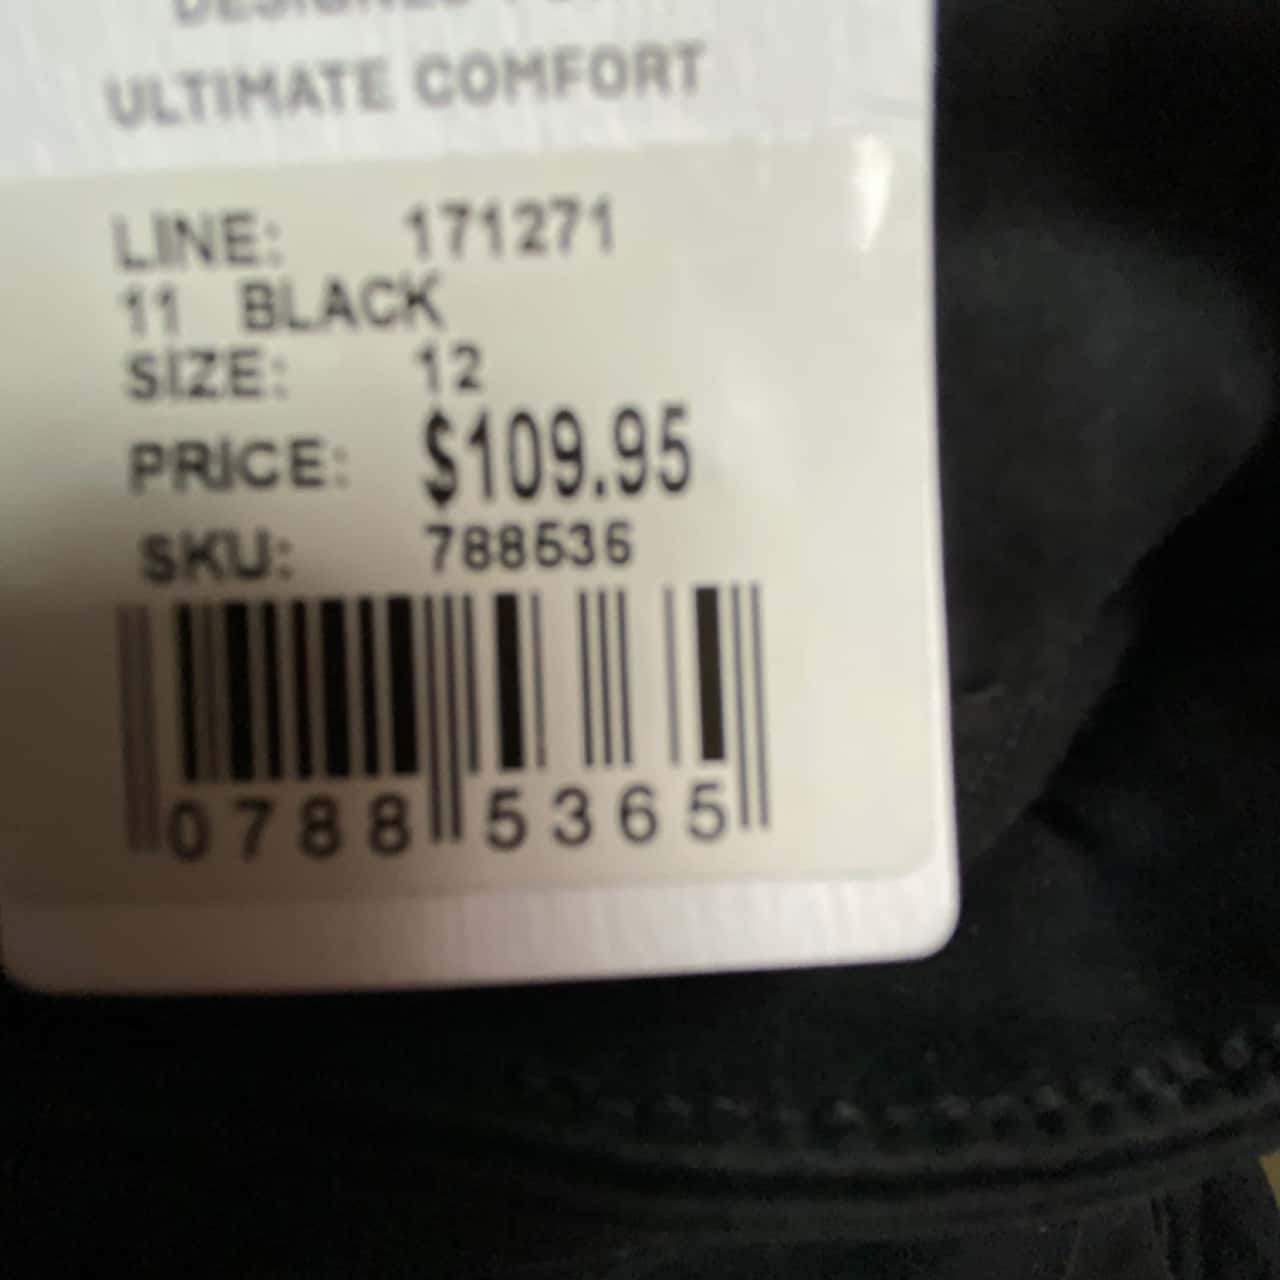 ULTIMATE COMFORT
LINE: 171271
11 BLACK
SIZE: 12
PRICE: $109.95
SKU: 788536
0788 5365